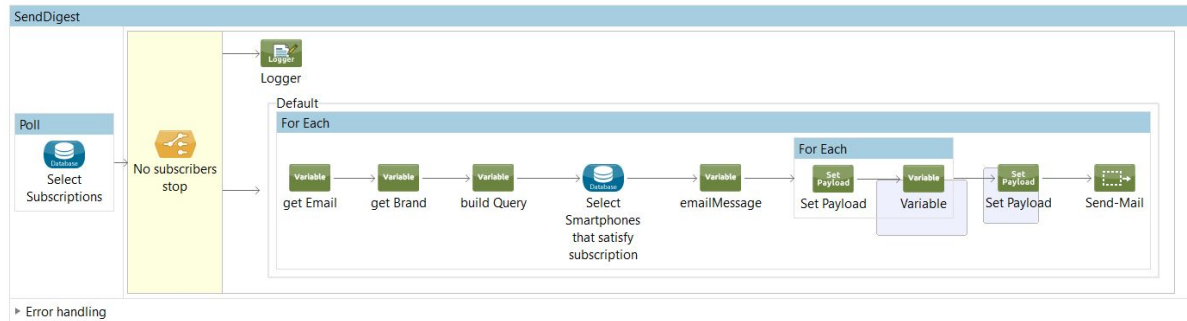 SendDigest
Poll
Database
Select
Subscriptions
No subscribers
stop
Logger
Logger
Default
For Each
Variable
get Email
Variable
get Brand
Variable
build Query
Database
Select
Smartphones
that satisfy
subscription
Variable
emailMessage
For Each
Set
Payload
Set Payload
Variable
Variable
Set
Payload
Set Payload
Send-Mail
Error handling